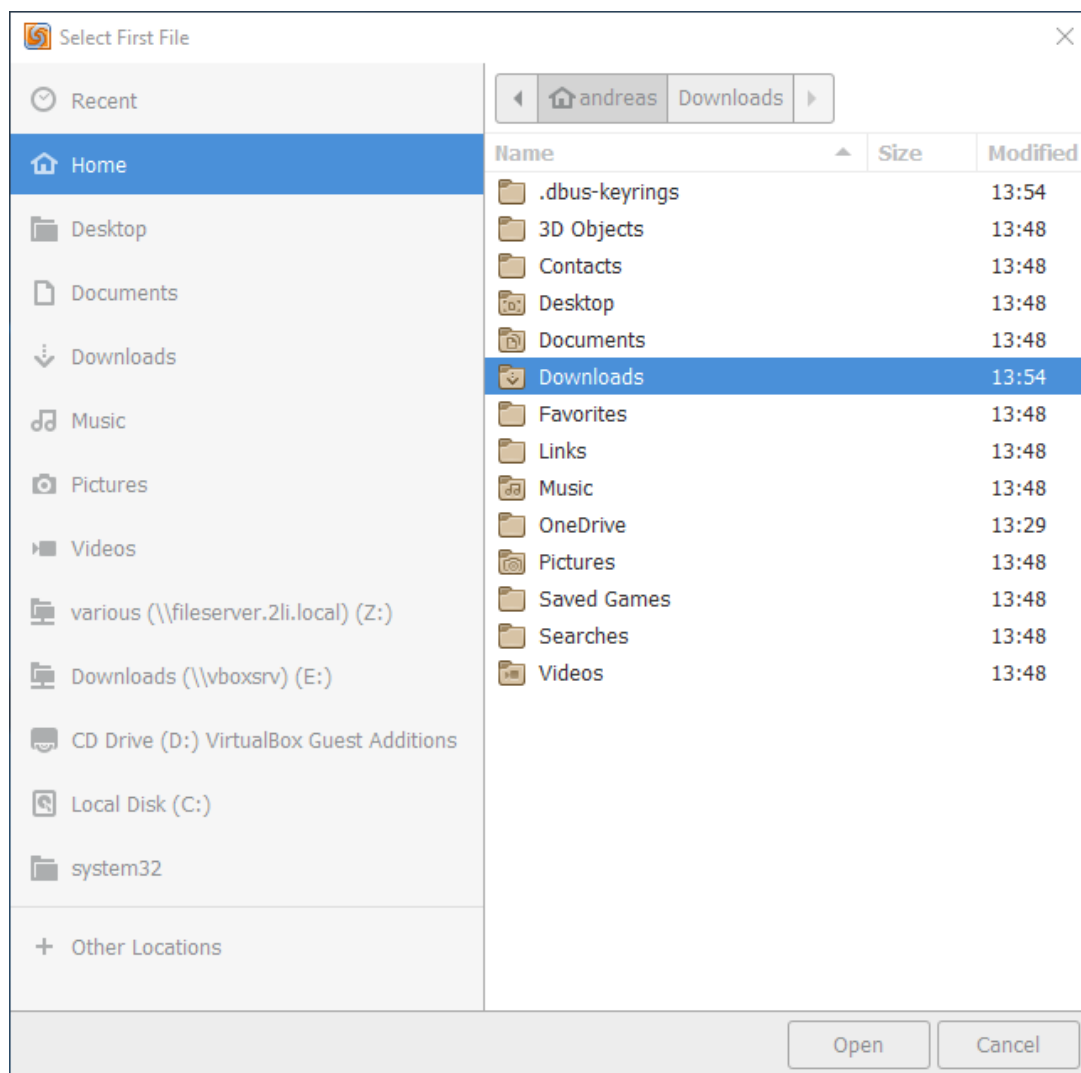 Select First File
Recent
Home
Desktop
Documents
Downloads
Music
Pictures
Videos
various (\\fileserver.2li.local) (Z:)
Downloads (\\vboxsrv) (E:)
CD Drive (D:) VirtualBox Guest Additions
Local Disk (C:)
system32
Other Locations
andreas Downloads
Name Size Modified
.dbus-keyrings 13:54
3D Objects 13:48
Contacts 13:48
Desktop 13:48
Documents 13:48
Downloads 13:54
Favorites 13:48
Links 13:48
Music 13:48
OneDrive 13:29
Pictures 13:48
Saved Games 13:48
Searches 13:48
Videos 13:48
Open Cancel